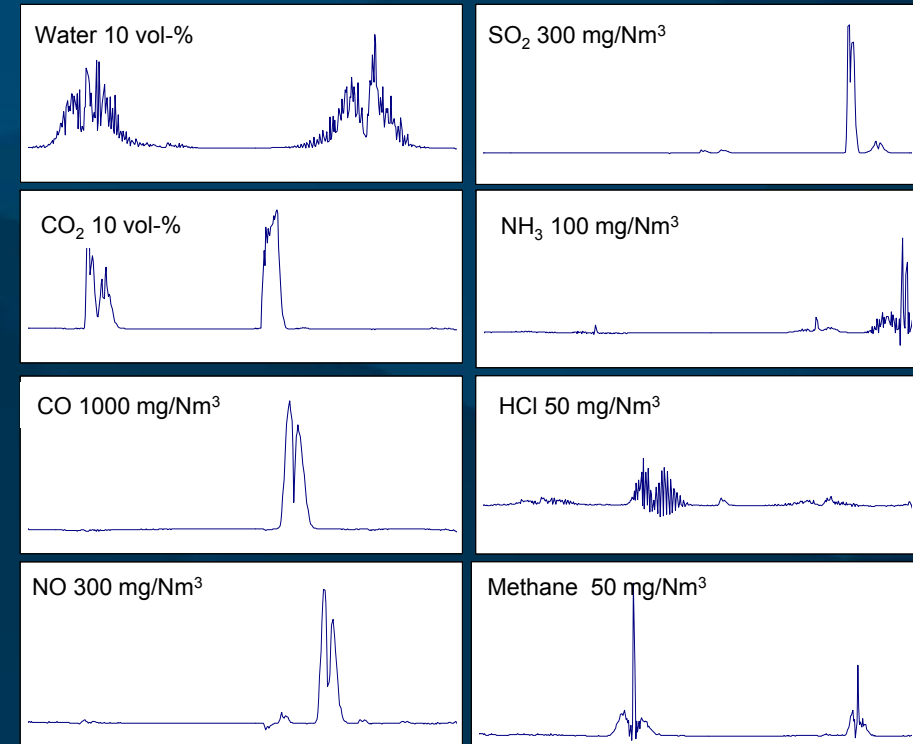 Water 10 vol-%
SO₂ 300 mg/Nm³
CO₂ 10 vol-%
NH₃ 100 mg/Nm³
CO 1000 mg/Nm³
HCl 50 mg/Nm³
NO 300 mg/Nm³
Methane 50 mg/Nm³